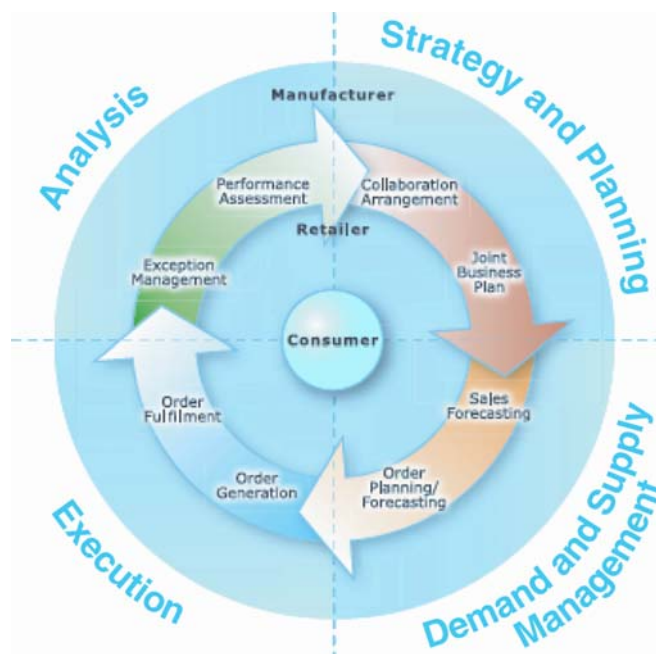 Strategy and Planning
Analysis
Manufacturer
Performance
Assessment
Collaboration
Arrangement
Retailer
Exception
Management
Joint
Business
Plan
Consumer
Order
Fulfilment
Sales
Forecasting
Order
Generation
Order
Planning/
Forecasting
Execution
Demand and Supply
Management